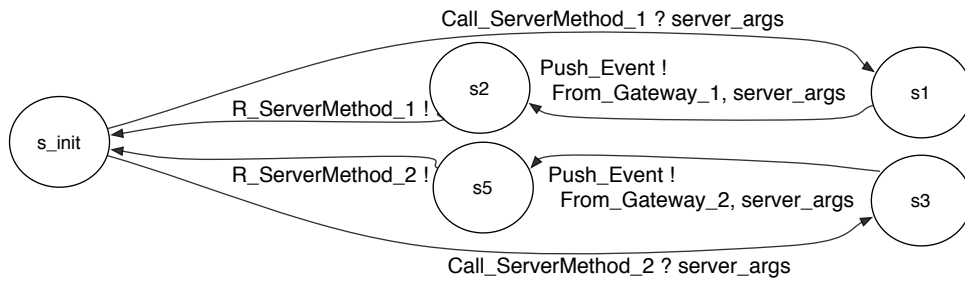 Call_ServerMethod_1 ? server_args
s2
Push_Event !
From_Gateway_1, server_args
s1
R_ServerMethod_1 !
s_init
R_ServerMethod_2 !
s5
Push_Event !
From_Gateway_2, server_args
s3
Call_ServerMethod_2 ? server_args